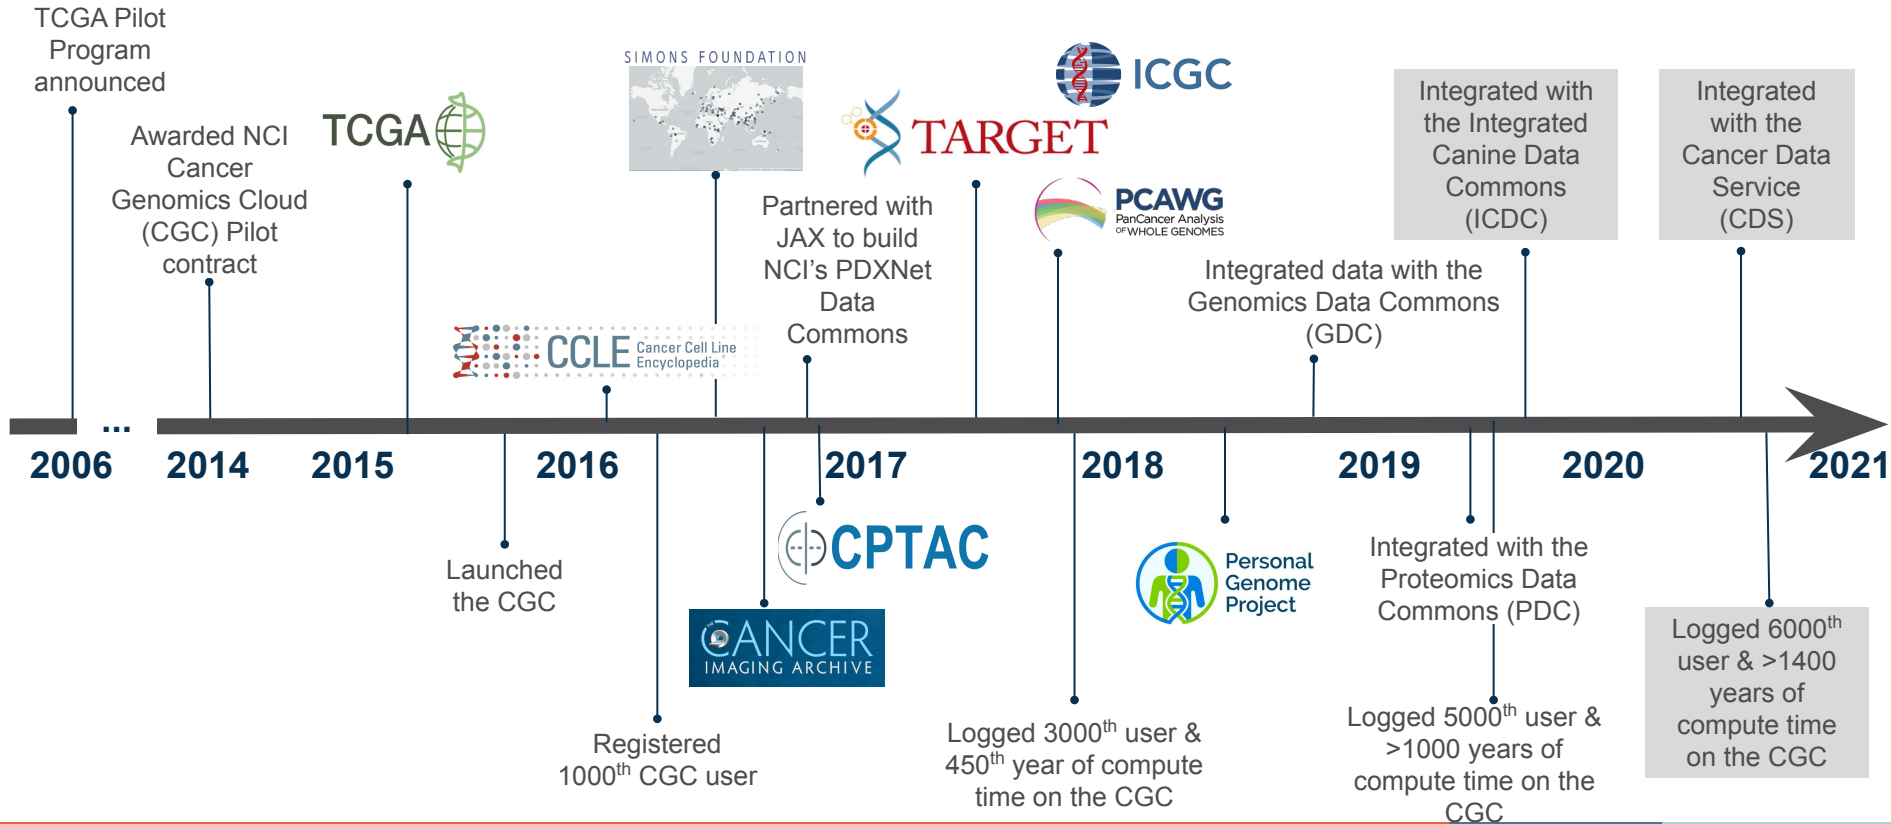 TCGA Pilot
Program
announced
Awarded NCI
Cancer
Genomics Cloud
(CGC) Pilot
contract
TCGA
SIMONS FOUNDATION
CCLE Cancer Cell Line
Encyclopedia
Partnered with
JAX to build
NCI's PDXNet
Data
Commons
TARGET
ICGC
PCAWG
PanCancer Analysis
OF WHOLE GENOMES
Integrated data with the
Genomics Data Commons
(GDC)
Integrated with
the Integrated
Canine Data
Commons
(ICDC)
Integrated
with the
Cancer Data
Service
(CDS)
2006 ... 2014 2015 2016 2017 2018 2019 2020 2021
Launched
the CGC
Registered
1000th CGC user
THE
CANCER
IMAGING ARCHIVE
CPTAC
Logged 3000th user &
450th year of compute
time on the CGC
Personal
Genome
Project
Integrated with the
Proteomics Data
Commons (PDC)
Logged 5000th user &
>1000 years of
compute time on the
CGC
Logged 6000th
user & >1400
years of
compute time
on the CGC